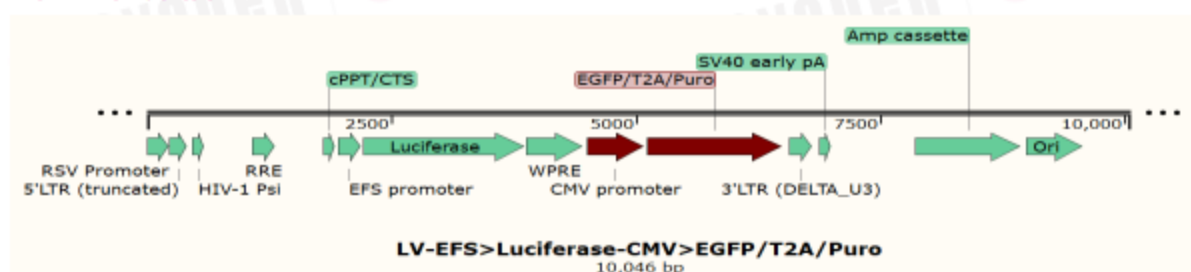 Amp cassette
SV40 early pA
cPPT/CTS EGFP/T2A/Puro
2500 5000 7500 10,000
Luciferase Ori
RSV Promoter RRE WPRE
5'LTR (truncated) HIV-1 Psi EFS promoter CMV promoter 3'LTR (DELTA_U3)
LV-EFS>Luciferase-CMV>EGFP/T2A/Puro
10,046 bp